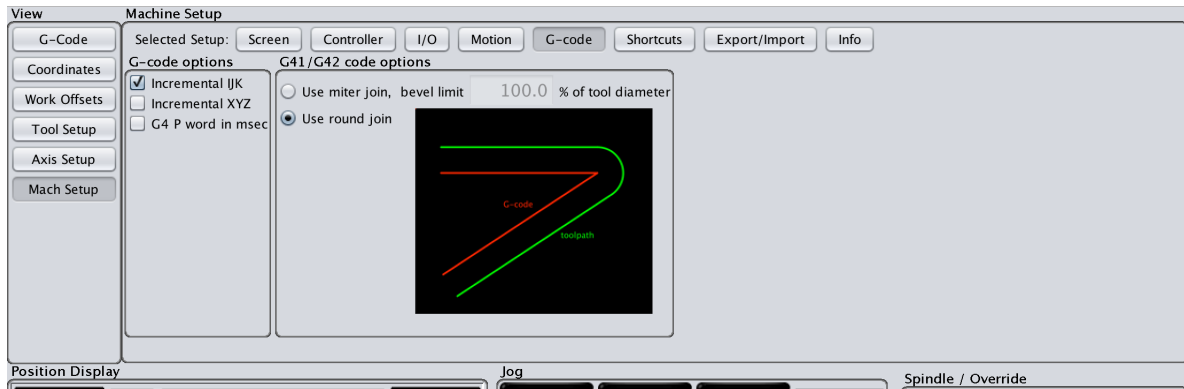 View
Machine Setup
G-Code
Coordinates
Work Offsets
Tool Setup
Axis Setup
Mach Setup
Selected Setup: Screen Controller I/O Motion G-code Shortcuts Export/Import Info
G-code options
Incremental IJK
Incremental XYZ
G4 P word in msec
G41/G42 code options
Use miter join, bevel limit 100.0 % of tool diameter
Use round join
G-code
toolpath
Position Display
Jog
Spindle / Override